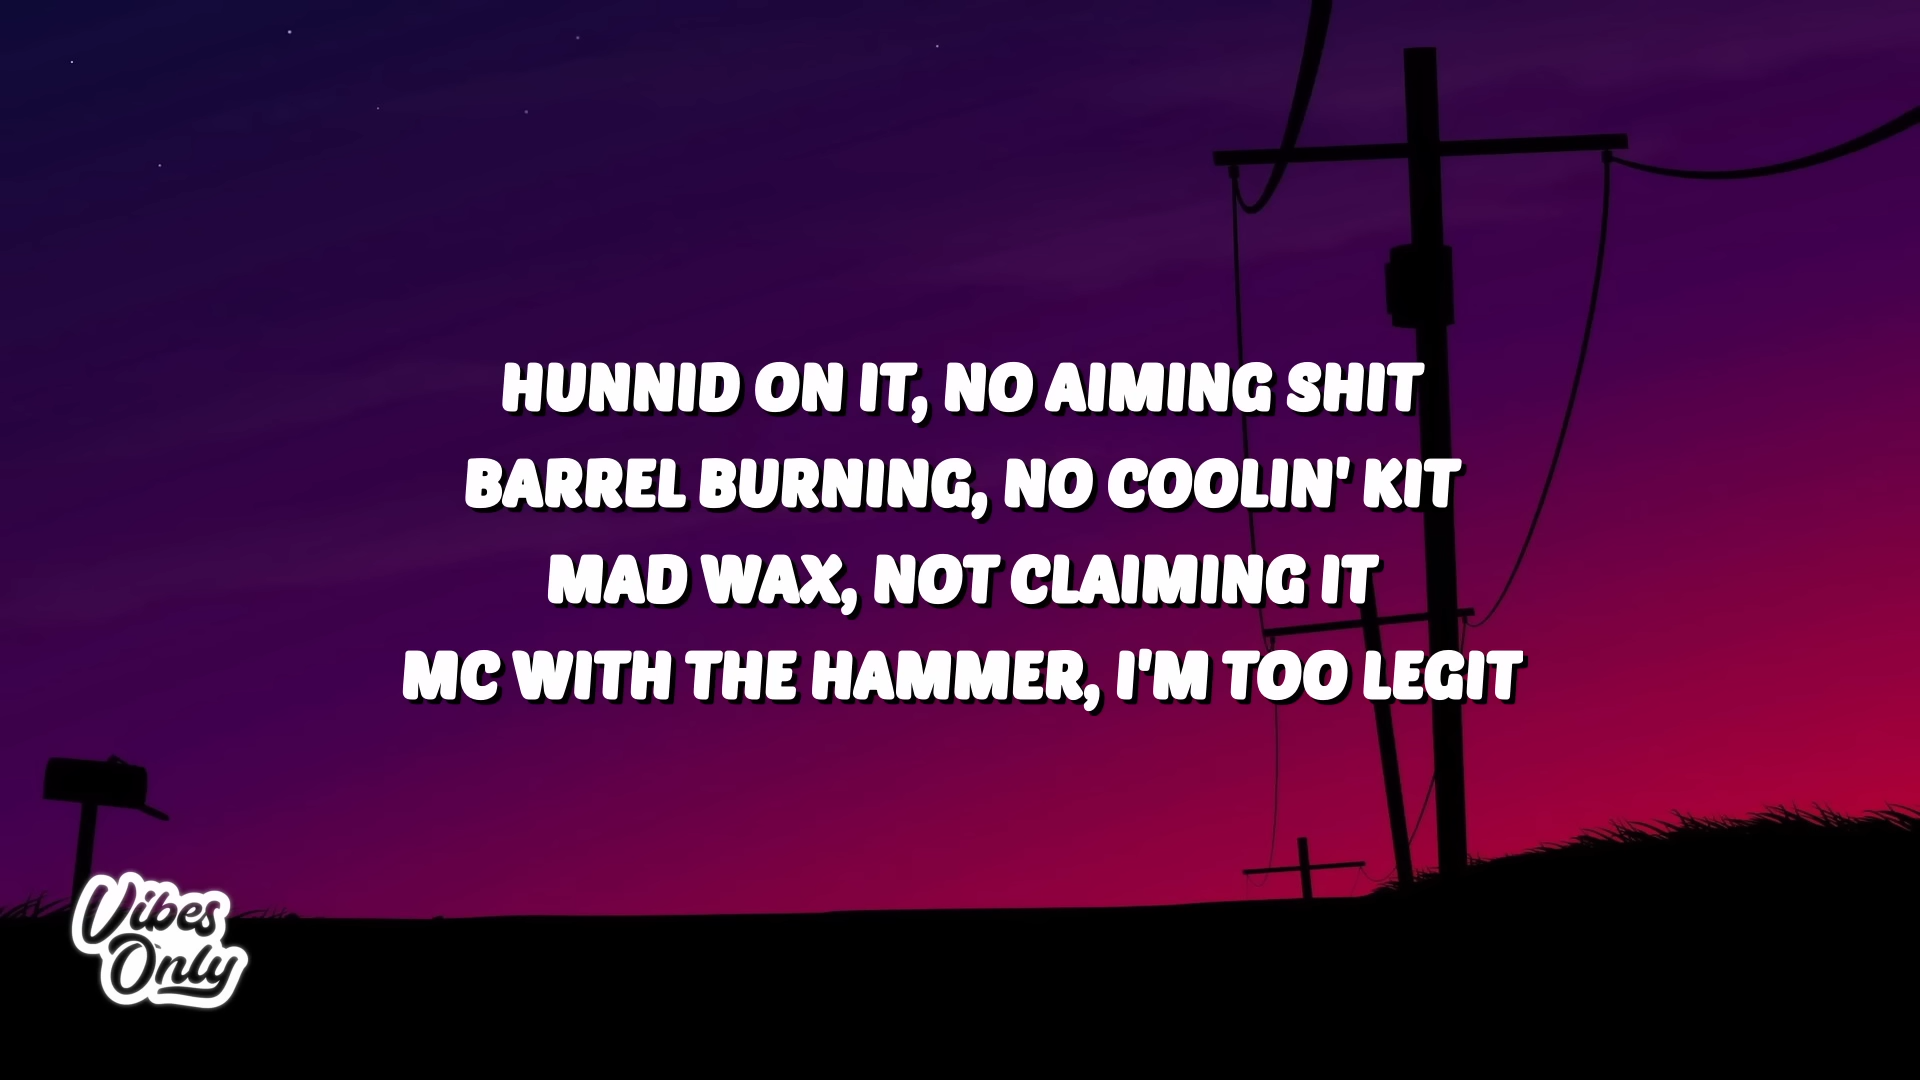 HUNNID ON IT, NO AIMING SHIT
BARREL BURNING, NO COOLIN' KIT
MAD WAX, NOT CLAIMING IT
MC WITH THE HAMMER, I'M TOO LEGIT
Vibes
Only